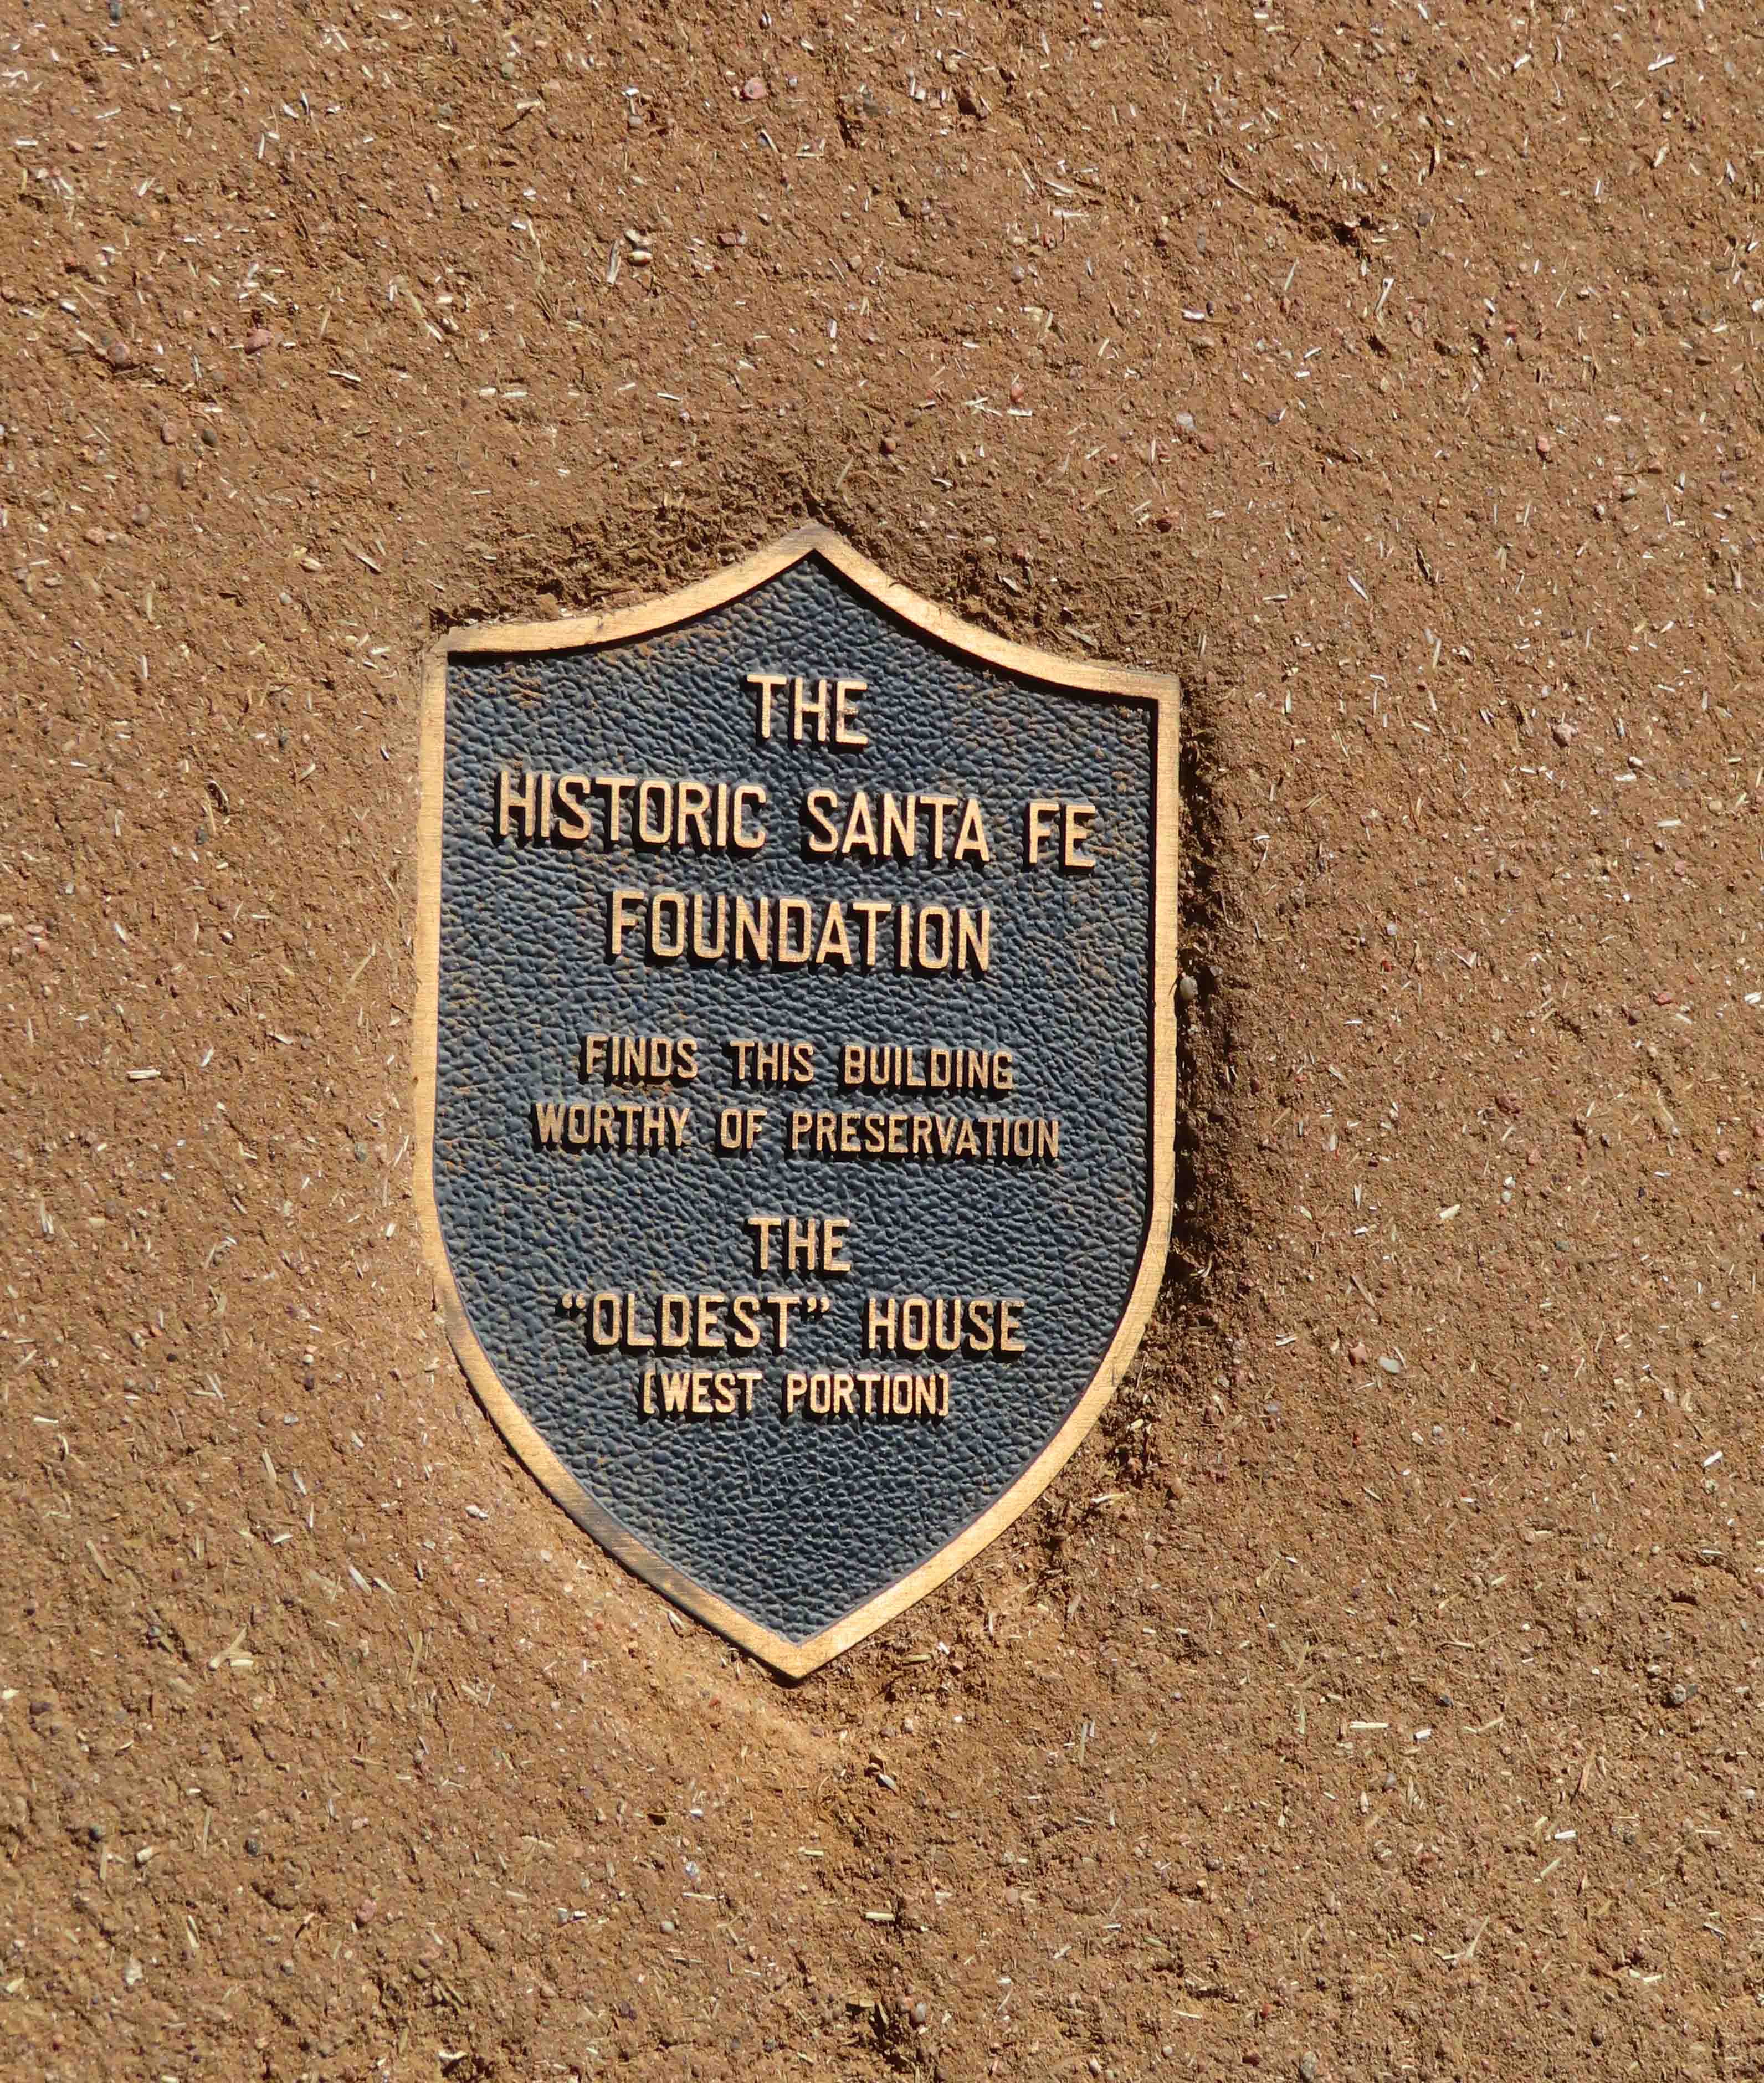 THE
HISTORIC SANTA FE
FOUNDATION
FINDS THIS BUILDING
WORTHY OF PRESERVATION
THE
“OLDEST” HOUSE
[WEST PORTION]